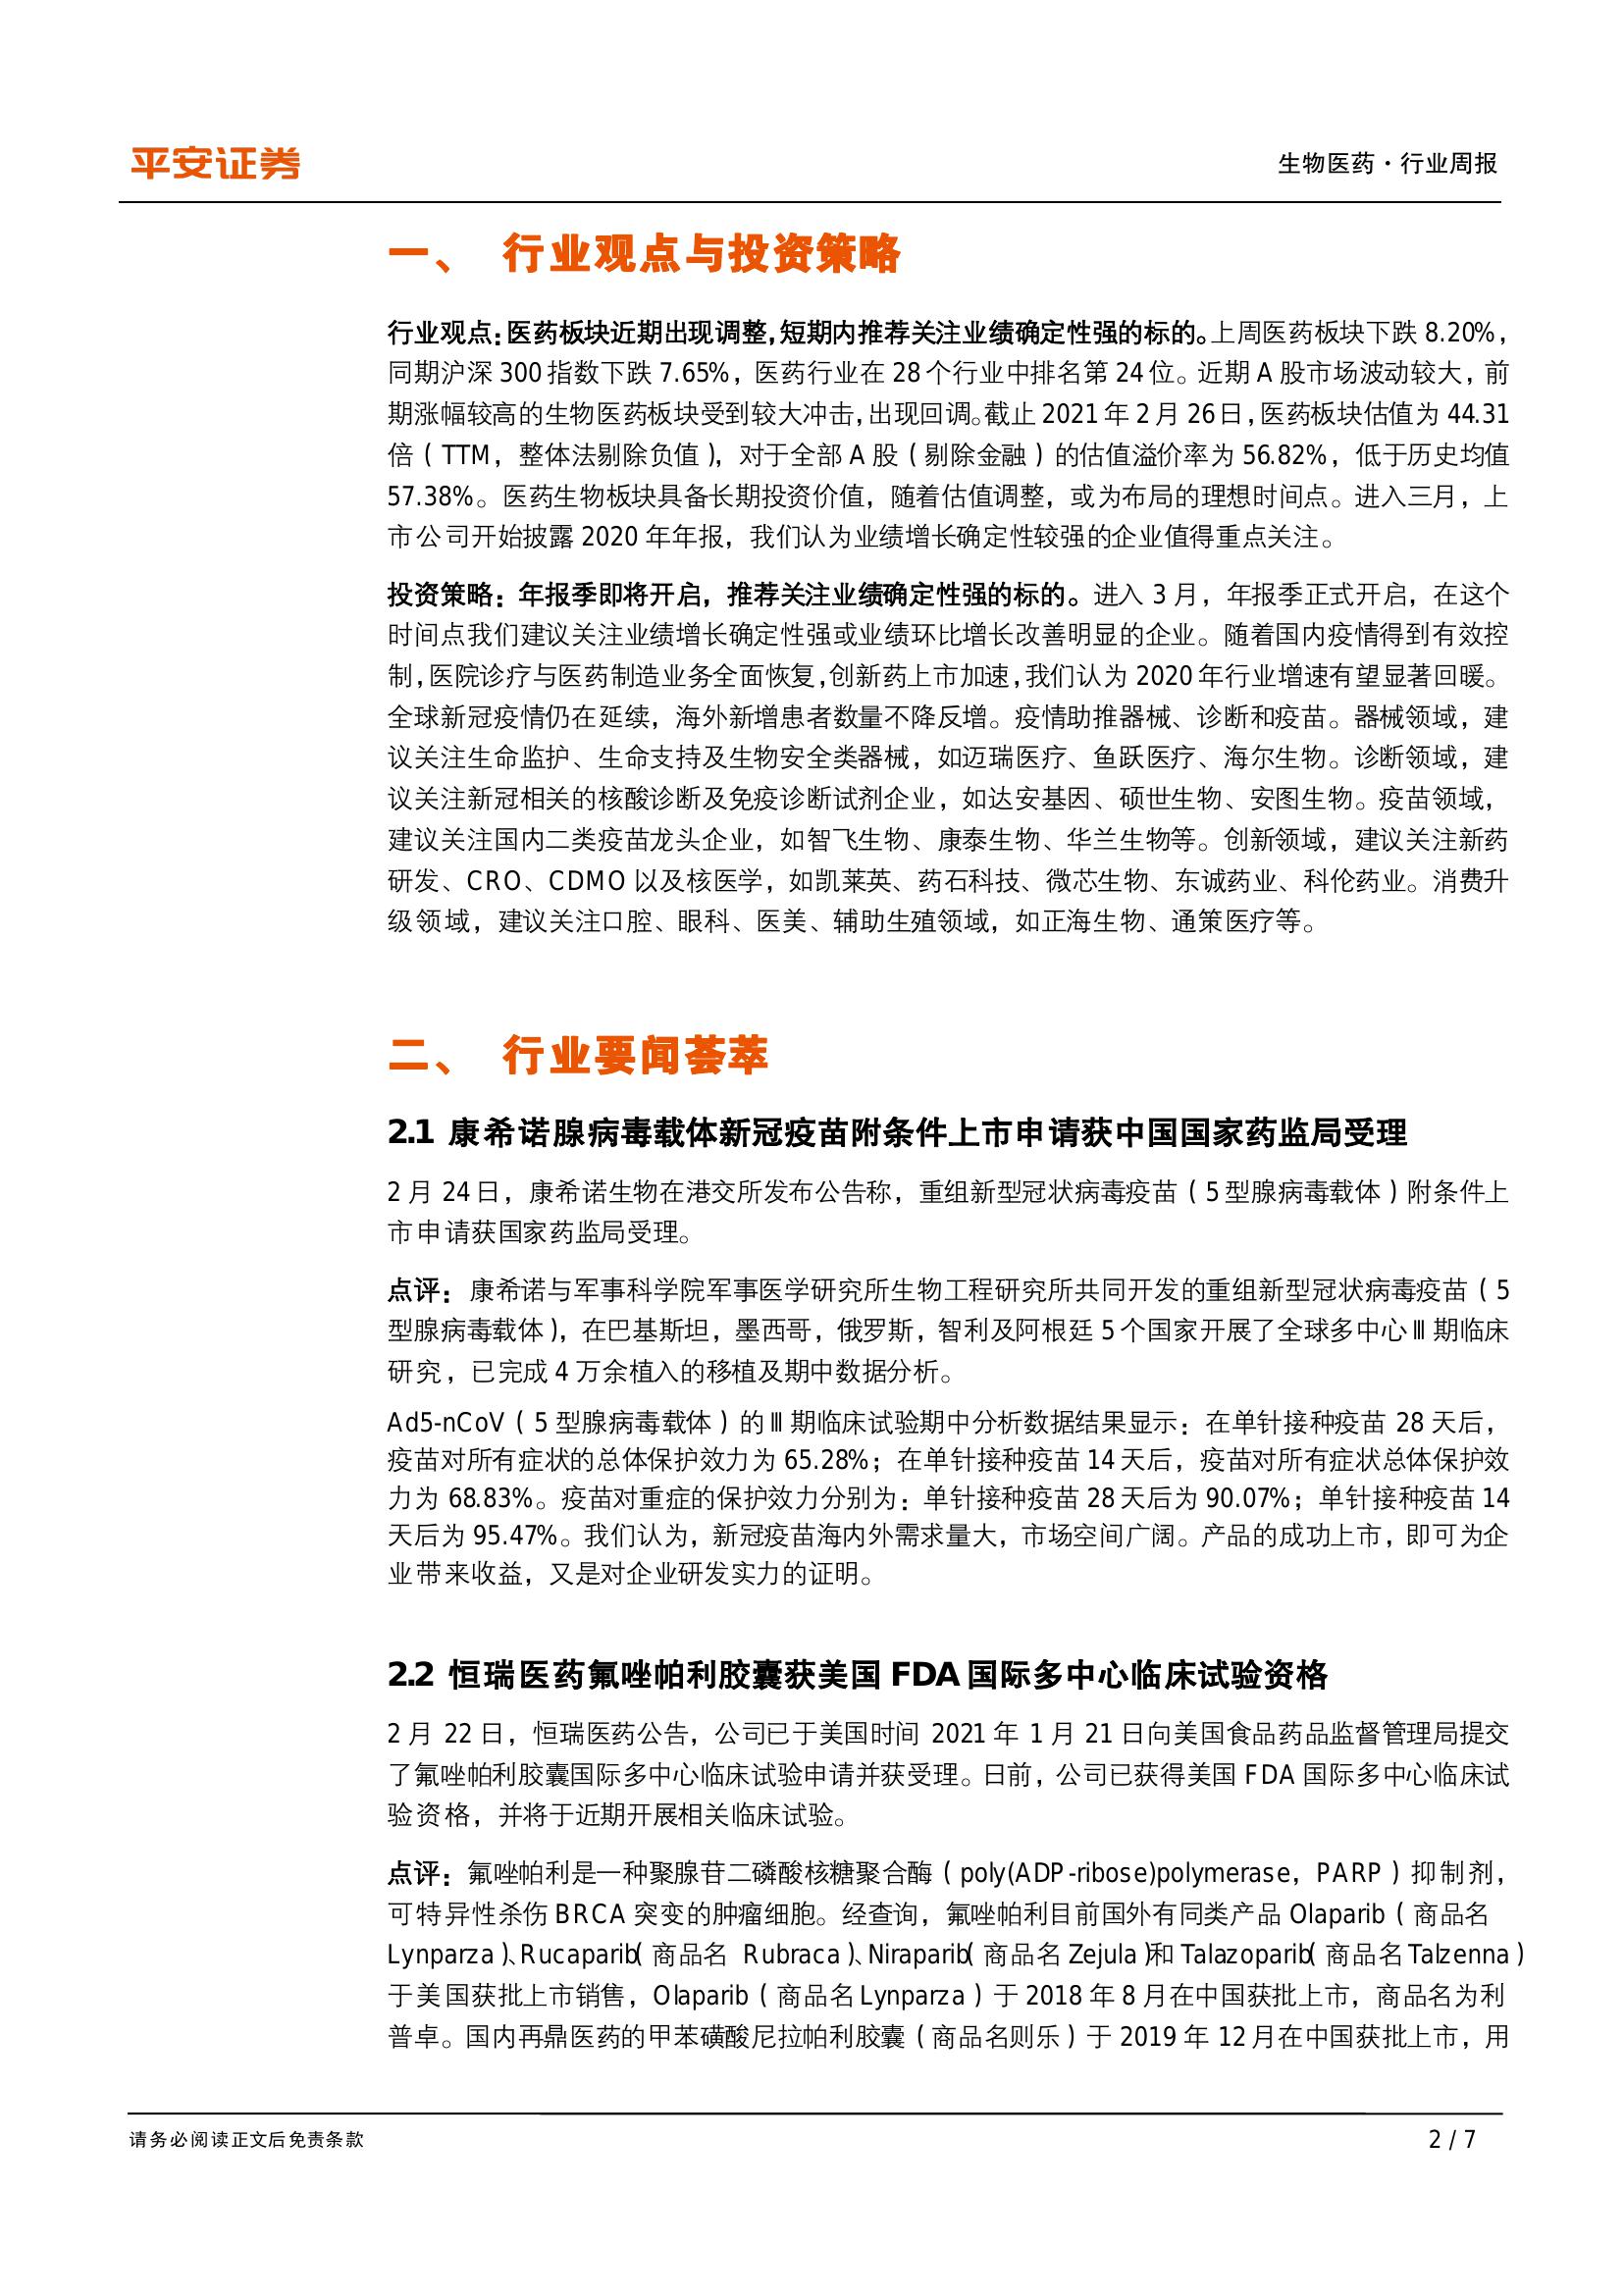 平安证券
生物医药·行业周报
一、 行业观点与投资策略
行业观点：医药板块近期出现调整，短期内推荐关注业绩确定性强的标的。上周医药板块下跌 8.20%，
同期沪深 300 指数下跌 7.65%，医药行业在 28 个行业中排名第 24 位。近期 A 股市场波动较大，前
期涨幅较高的生物医药板块受到较大冲击，出现回调。截止 2021 年 2 月 26 日，医药板块估值为 44.31
倍（TTM，整体法剔除负值），对于全部 A 股（剔除金融）的估值溢价率为 56.82%，低于历史均值
57.38%。医药生物板块具备长期投资价值，随着估值调整，或为布局的理想时间点。进入三月，上
市公司开始披露 2020 年年报，我们认为业绩增长确定性较强的企业值得重点关注。
投资策略：年报季即将开启，推荐关注业绩确定性强的标的。进入 3 月，年报季正式开启，在这个
时间点我们建议关注业绩增长确定性强或业绩环比增长改善明显的企业。随着国内疫情得到有效控
制，医院诊疗与医药制造业务全面恢复，创新药上市加速，我们认为 2020 年行业增速有望显著回暖。
全球新冠疫情仍在延续，海外新增患者数量不降反增。疫情助推器械、诊断和疫苗。器械领域，建
议关注生命监护、生命支持及生物安全类器械，如迈瑞医疗、鱼跃医疗、海尔生物。诊断领域，建
议关注新冠相关的核酸诊断及免疫诊断试剂企业，如达安基因、硕世生物、安图生物。疫苗领域，
建议关注国内二类疫苗龙头企业，如智飞生物、康泰生物、华兰生物等。创新领域，建议关注新药
研发、CRO、CDMO 以及核医学，如凯莱英、药石科技、微芯生物、东诚药业、科伦药业。消费升
级领域，建议关注口腔、眼科、医美、辅助生殖领域，如正海生物、通策医疗等。
二、 行业要闻荟萃
2.1 康希诺腺病毒载体新冠疫苗附条件上市申请获中国国家药监局受理
2 月 24 日，康希诺生物在港交所发布公告称，重组新型冠状病毒疫苗（5 型腺病毒载体）附条件上
市申请获国家药监局受理。
点评：康希诺与军事科学院军事医学研究所生物工程研究所共同开发的重组新型冠状病毒疫苗（5
型腺病毒载体），在巴基斯坦，墨西哥，俄罗斯，智利及阿根廷 5 个国家开展了全球多中心Ⅲ期临床
研究，已完成 4 万余植入的移植及期中数据分析。
Ad5-nCoV（5 型腺病毒载体）的Ⅲ期临床试验期中分析数据结果显示：在单针接种疫苗 28 天后，
疫苗对所有症状的总体保护效力为 65.28%；在单针接种疫苗 14 天后，疫苗对所有症状总体保护效
力为 68.83%。疫苗对重症的保护效力分别为：单针接种疫苗 28 天后为 90.07%；单针接种疫苗 14
天后为 95.47%。我们认为，新冠疫苗海内外需求量大，市场空间广阔。产品的成功上市，即可为企
业带来收益，又是对企业研发实力的证明。
2.2 恒瑞医药氟唑帕利胶囊获美国 FDA 国际多中心临床试验资格
2 月 22 日，恒瑞医药公告，公司已于美国时间 2021 年 1 月 21 日向美国食品药品监督管理局提交
了氟唑帕利胶囊国际多中心临床试验申请并获受理。日前，公司已获得美国 FDA 国际多中心临床试
验资格，并将于近期开展相关临床试验。
点评：氟唑帕利是一种聚腺苷二磷酸核糖聚合酶（poly(ADP-ribose)polymerase，PARP）抑制剂，
可特异性杀伤 BRCA 突变的肿瘤细胞。经查询，氟唑帕利目前国外有同类产品 Olaparib（商品名
Lynparza）、Rucaparib（商品名 Rubraca）、Niraparib（商品名 Zejula）和 Talazoparib（商品名 Talzenna）
于美国获批上市销售，Olaparib（商品名 Lynparza）于 2018 年 8 月在中国获批上市，商品名为利
普卓。国内再鼎医药的甲苯磺酸尼拉帕利胶囊（商品名则乐）于 2019 年 12 月在中国获批上市，用
请务必阅读正文后免责条款
2 / 7